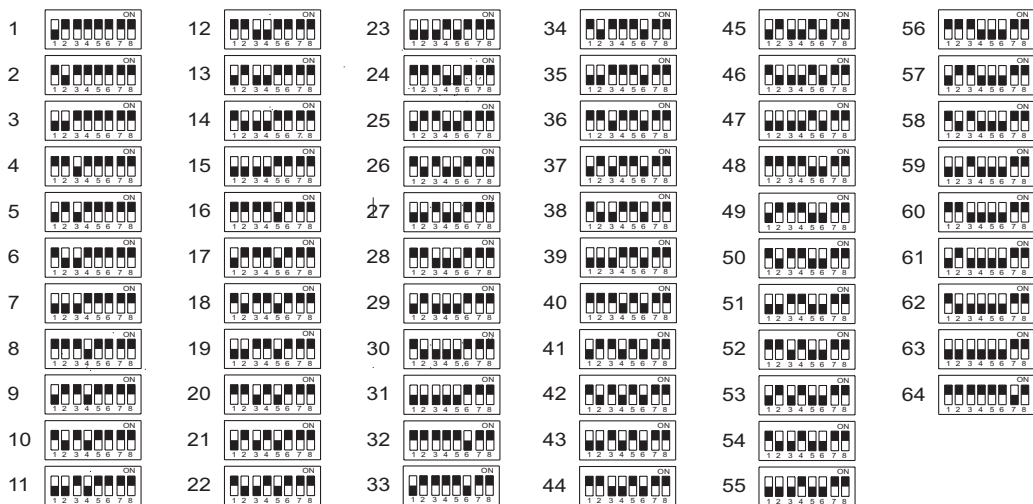 ON ON ON ON ON ON
1 12 23 34 45 56
1 2 3 4 5 6 7 8 1 2 3 4 5 6 7 8 1 2 3 4 5 6 7 8 1 2 3 4 5 6 7 8 1 2 3 4 5 6 7 8 1 2 3 4 5 6 7 8
ON ON ON ON ON ON
2 13 24 35 46 57
1 2 3 4 5 6 7 8 1 2 3 4 5 6 7 8 1 2 3 4 5 6 7 8 1 2 3 4 5 6 7 8 1 2 3 4 5 6 7 8 1 2 3 4 5 6 7 8
ON ON ON ON ON ON
3 14 25 36 47 58
1 2 3 4 5 6 7 8 1 2 3 4 5 6 7 8 1 2 3 4 5 6 7 8 1 2 3 4 5 6 7 8 1 2 3 4 5 6 7 8 1 2 3 4 5 6 7 8
ON ON ON ON ON ON
4 15 26 37 48 59
1 2 3 4 5 6 7 8 1 2 3 4 5 6 7 8 1 2 3 4 5 6 7 8 1 2 3 4 5 6 7 8 1 2 3 4 5 6 7 8 1 2 3 4 5 6 7 8
ON ON ON ON ON ON
5 16 27 38 49 60
1 2 3 4 5 6 7 8 1 2 3 4 5 6 7 8 1 2 3 4 5 6 7 8 1 2 3 4 5 6 7 8 1 2 3 4 5 6 7 8 1 2 3 4 5 6 7 8
ON ON ON ON ON ON
6 17 28 39 50 61
1 2 3 4 5 6 7 8 1 2 3 4 5 6 7 8 1 2 3 4 5 6 7 8 1 2 3 4 5 6 7 8 1 2 3 4 5 6 7 8 1 2 3 4 5 6 7 8
ON ON ON ON ON ON
7 18 29 40 51 62
1 2 3 4 5 6 7 8 1 2 3 4 5 6 7 8 1 2 3 4 5 6 7 8 1 2 3 4 5 6 7 8 1 2 3 4 5 6 7 8 1 2 3 4 5 6 7 8
ON ON ON ON ON ON
8 19 30 41 52 63
1 2 3 4 5 6 7 8 1 2 3 4 5 6 7 8 1 2 3 4 5 6 7 8 1 2 3 4 5 6 7 8 1 2 3 4 5 6 7 8 1 2 3 4 5 6 7 8
ON ON ON ON ON ON
9 20 31 42 53 64
1 2 3 4 5 6 7 8 1 2 3 4 5 6 7 8 1 2 3 4 5 6 7 8 1 2 3 4 5 6 7 8 1 2 3 4 5 6 7 8 1 2 3 4 5 6 7 8
ON ON ON ON ON
10 21 32 43 54
1 2 3 4 5 6 7 8 1 2 3 4 5 6 7 8 1 2 3 4 5 6 7 8 1 2 3 4 5 6 7 8 1 2 3 4 5 6 7 8
ON ON ON ON ON
11 22 33 44 55
1 2 3 4 5 6 7 8 1 2 3 4 5 6 7 8 1 2 3 4 5 6 7 8 1 2 3 4 5 6 7 8 1 2 3 4 5 6 7 8